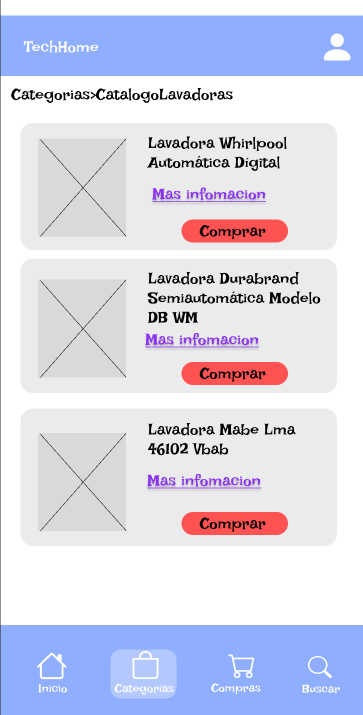 TechHome
Categorias>CatalogoLavadoras
Lavadora Whirlpool
Automática Digital
Mas infomacion
Comprar
Lavadora Durabrand
Semiautomática Modelo
DB WM
Mas infomacion
Comprar
Lavadora Mabe Lma
46102 Vbab
Mas infomacion
Comprar
Inicio
Categorias
Compras
Buscar